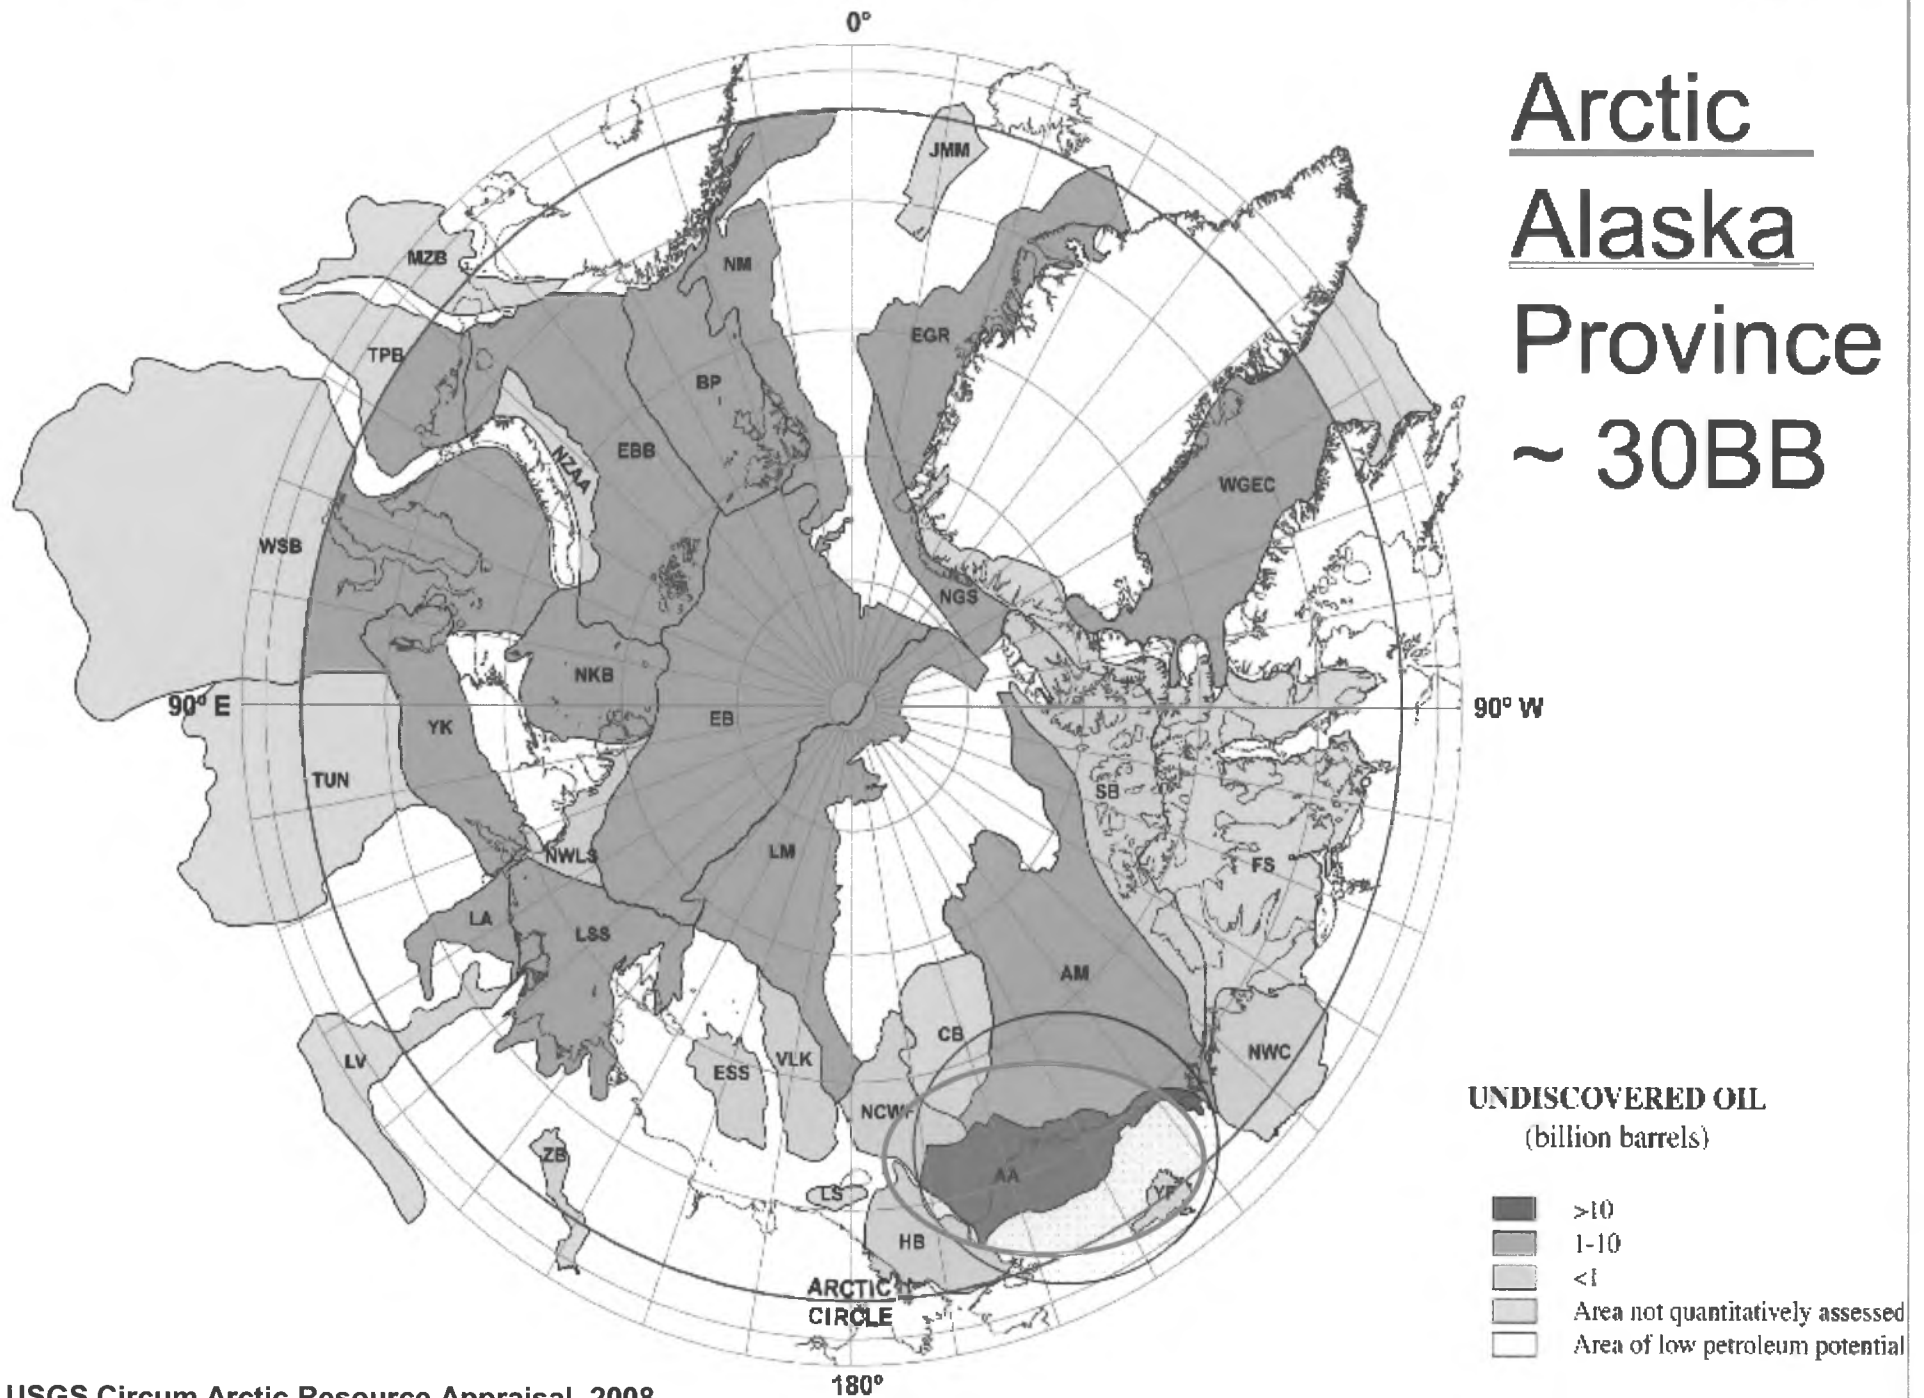 0°
Arctic
Alaska
Province
~ 30BB
JMM
MZB
NM
EGR
TPB
BP
EBB
NZAA
WGEC
WSB
NGS
NKB
90° E
EB
90° W
YK
TUN
SB
LM
NWLS
FS
LA
LSS
AM
CB
LV
ESS
VLK
NWC
NCWF
ZB
AA
LS
YF
HB
ARCTIC
CIRCLE
180°
UNDISCOVERED OIL
(billion barrels)
>10
1-10
<1
Area not quantitatively assessed
Area of low petroleum potential
USGS Circum Arctic Resource Appraisal, 2008